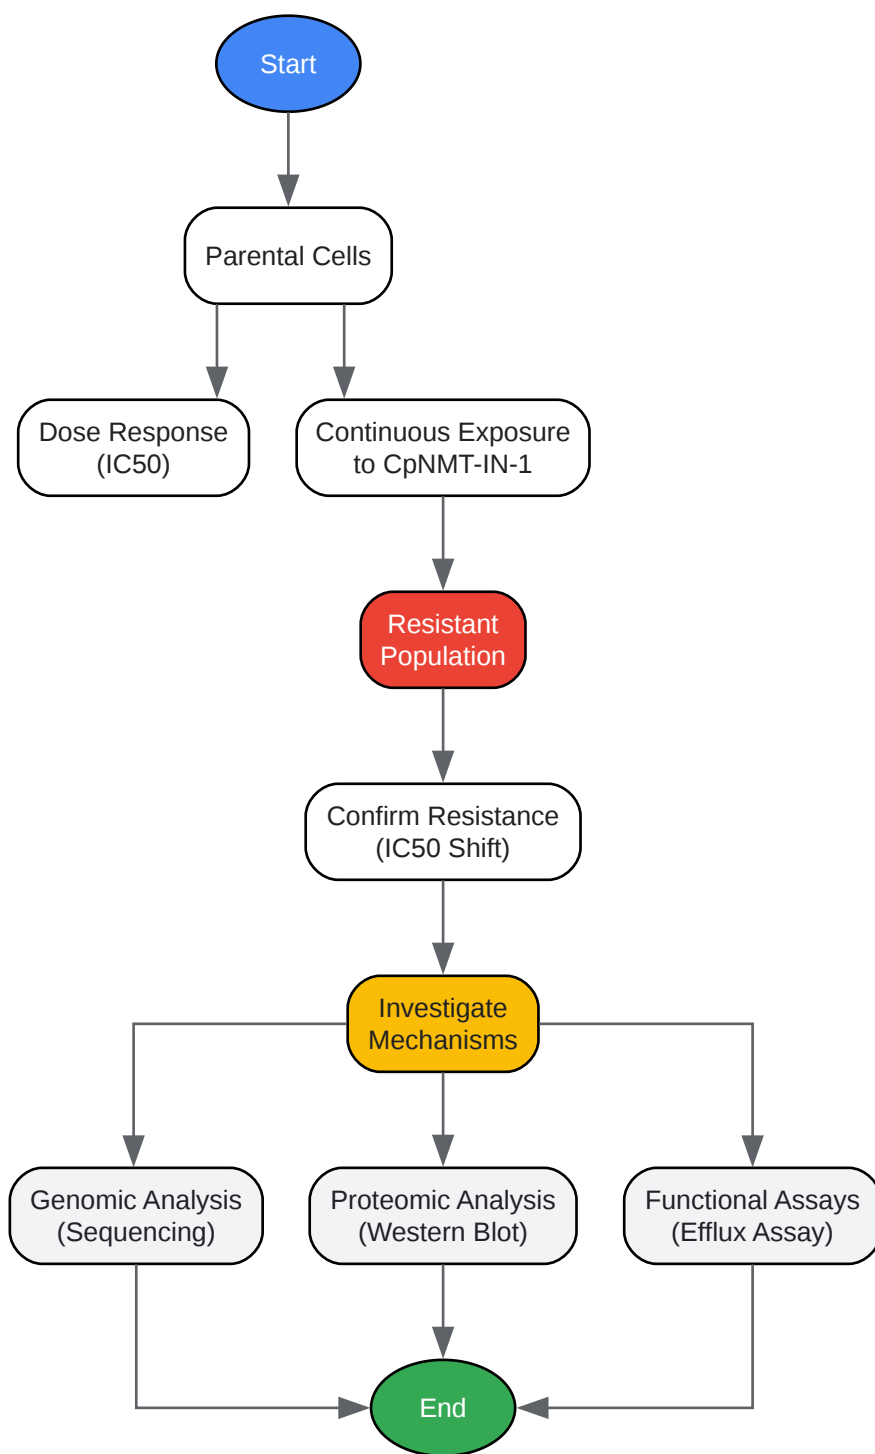 Start
Parental Cells
Dose Response
(IC50)
Continuous Exposure
to CpNMT-IN-1
Resistant
Population
Confirm Resistance
(IC50 Shift)
Investigate
Mechanisms
Genomic Analysis
(Sequencing)
Proteomic Analysis
(Western Blot)
Functional Assays
(Efflux Assay)
End